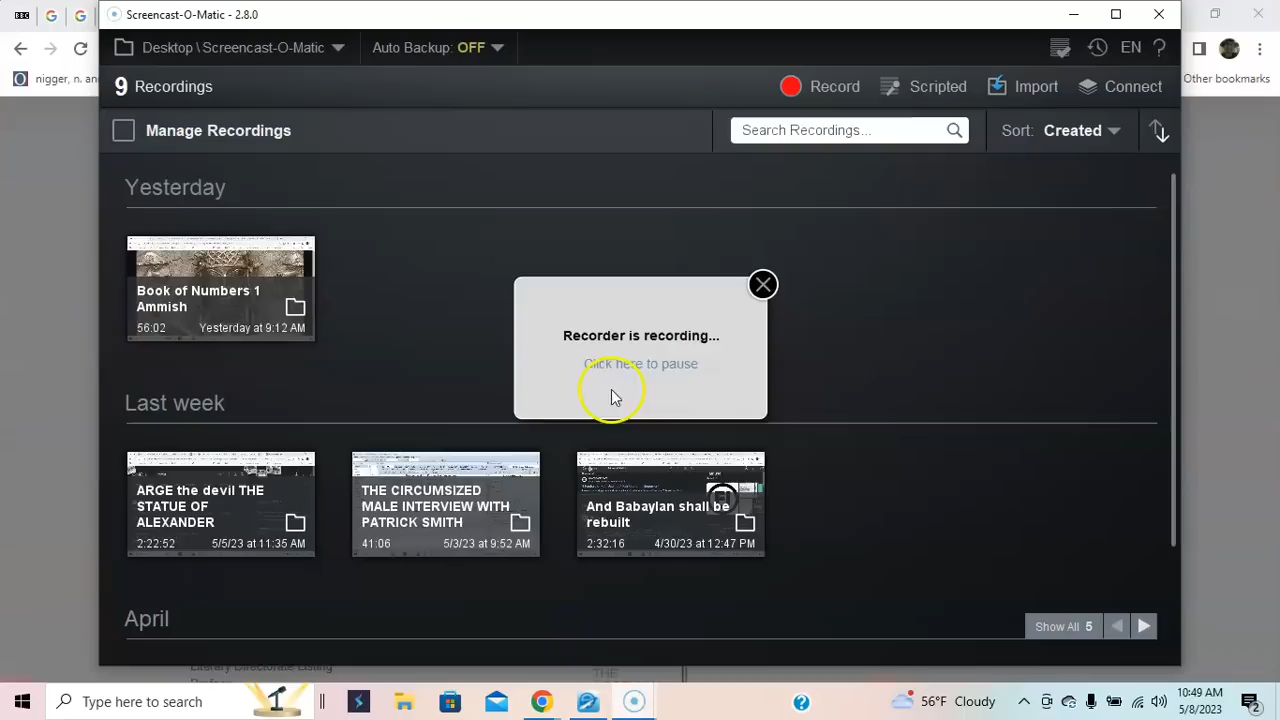 Screencast-O-Matic - 2.8.0
Desktop \ Screencast-O-Matic
Auto Backup: OFF
EN ?
nigger, n. and
Other bookmarks
9 Recordings
Record
Scripted
Import
Connect
Manage Recordings
Search Recordings...
Sort: Created
Yesterday
Book of Numbers 1
Ammish
56:02 Yesterday at 9:12 AM
Recorder is recording...
Click here to pause
Last week
ARGE the devil THE
STATUE OF
ALEXANDER
2:22:52 5/5/23 at 11:35 AM
THE CIRCUMSIZED
MALE INTERVIEW WITH
PATRICK SMITH
41:06 5/3/23 at 9:52 AM
And Babaylan shall be
rebuilt
2:32:16 4/30/23 at 12:47 PM
April
Show All 5
THE
Type here to search
56°F Cloudy
10:49 AM
5/8/2023
2